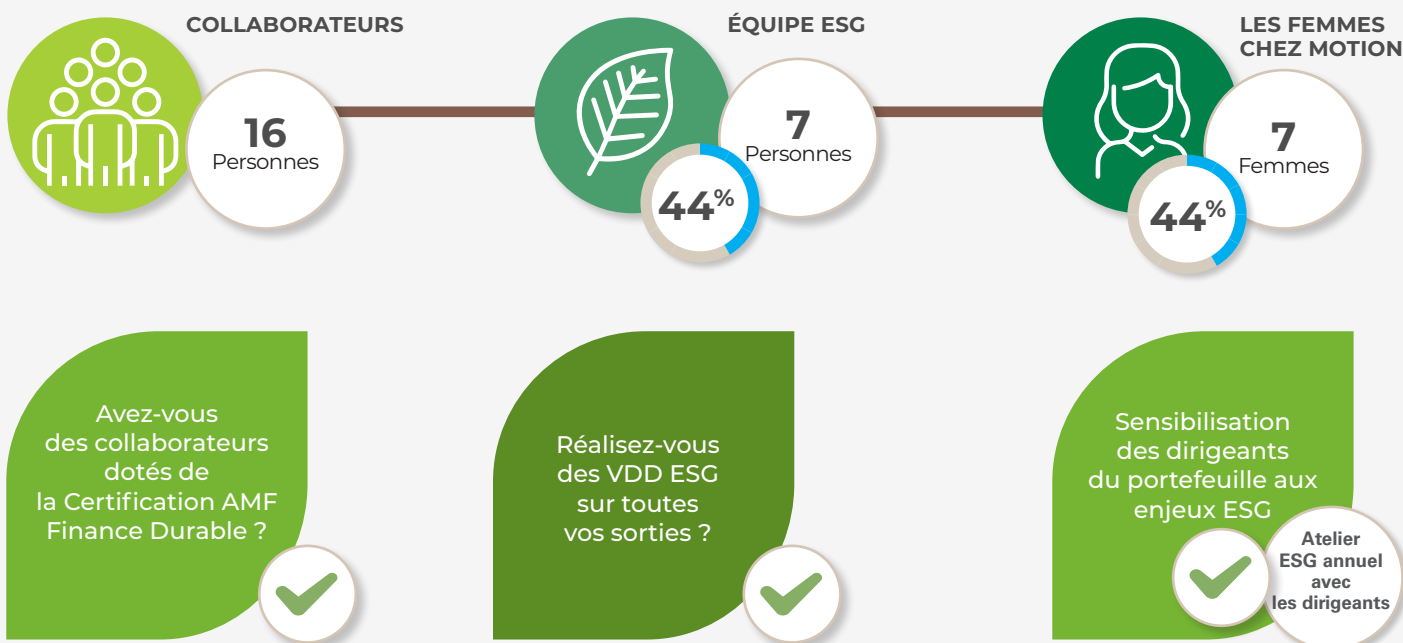 COLLABORATEURS
16
Personnes
ÉQUIPE ESG
7
Personnes
44%
LES FEMMES
CHEZ MOTION
7
Femmes
44%
Avez-vous
des collaborateurs
dotés de
la Certification AMF
Finance Durable ?
Réalisez-vous
des VDD ESG
sur toutes
vos sorties ?
Sensibilisation
des dirigeants
du portefeuille aux
enjeux ESG
Atelier
ESG annuel
avec
les dirigeants